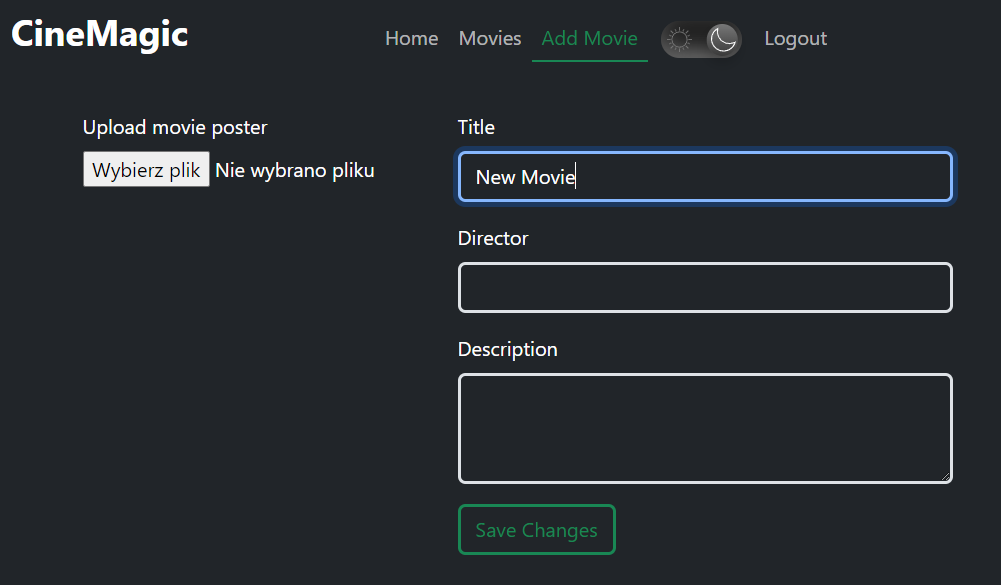 CineMagic
Home Movies Add Movie Logout
Upload movie poster
Wybierz plik Nie wybrano pliku
Title
New Movie
Director
Description
Save Changes